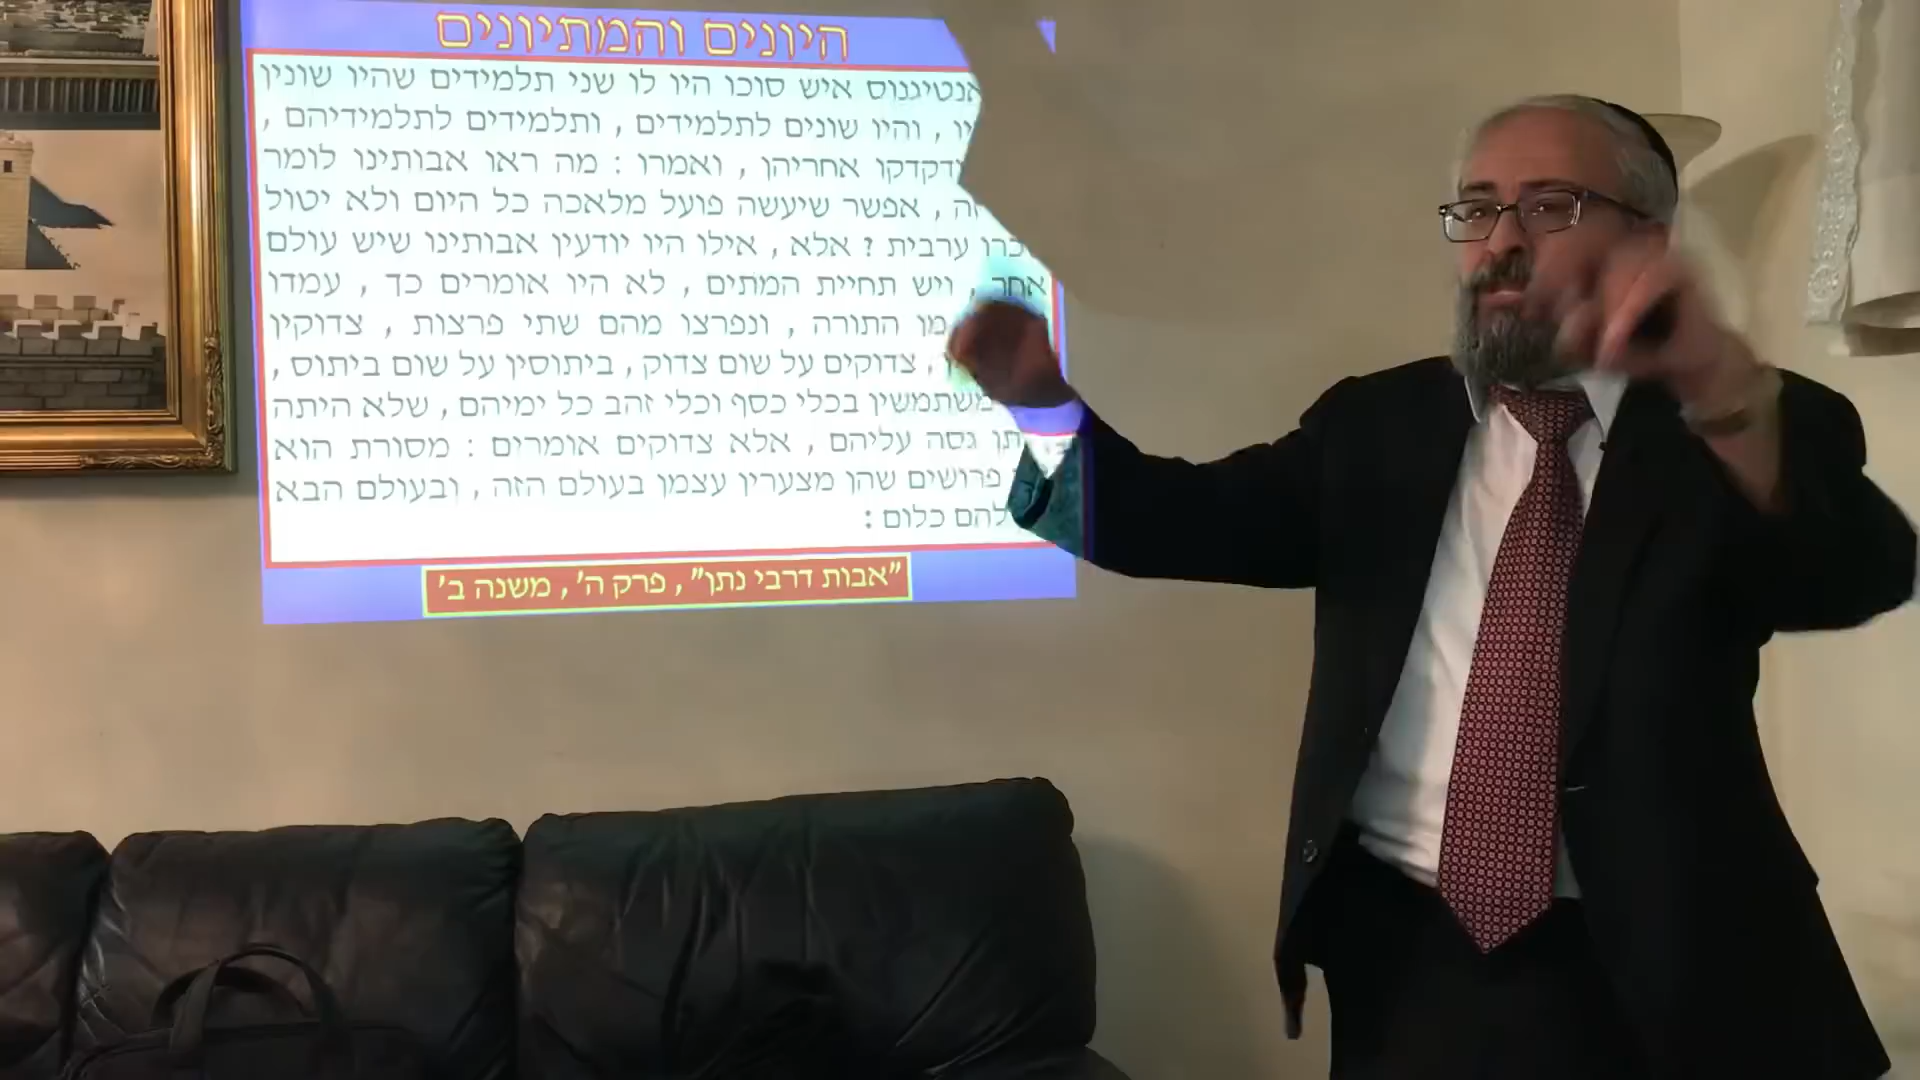 היונים והמתיונים
אנטיגנוס איש סוכו היו לו שני תלמידים שהיו שונין
, והיו שונים לתלמידים , ותלמידים לתלמידיהם ,
ודקדקו אחריהן , ואמרו : מה ראו אבותינו לומר
, אפשר שיעשה פועל מלאכה כל היום ולא יטול
ערבית ? אלא , אילו היו יודעין אבותינו שיש עולם
אחר , ויש תחיית המתים , לא היו אומרים כך , עמדו
מן התורה , ונפרצו מהם שתי פרצות , צדוקין
, צדוקים על שום צדוק , ביתוסין על שום ביתוס ,
משתמשין בכלי כסף וכלי זהב כל ימיהם , שלא היתה
גסה עליהם , אלא צדוקים אומרים : מסורת הוא
פרושים שהן מצערין עצמן בעולם הזה , ובעולם הבא
להם כלום :
"אבות דרבי נתן" , פרק ה' , משנה ב'